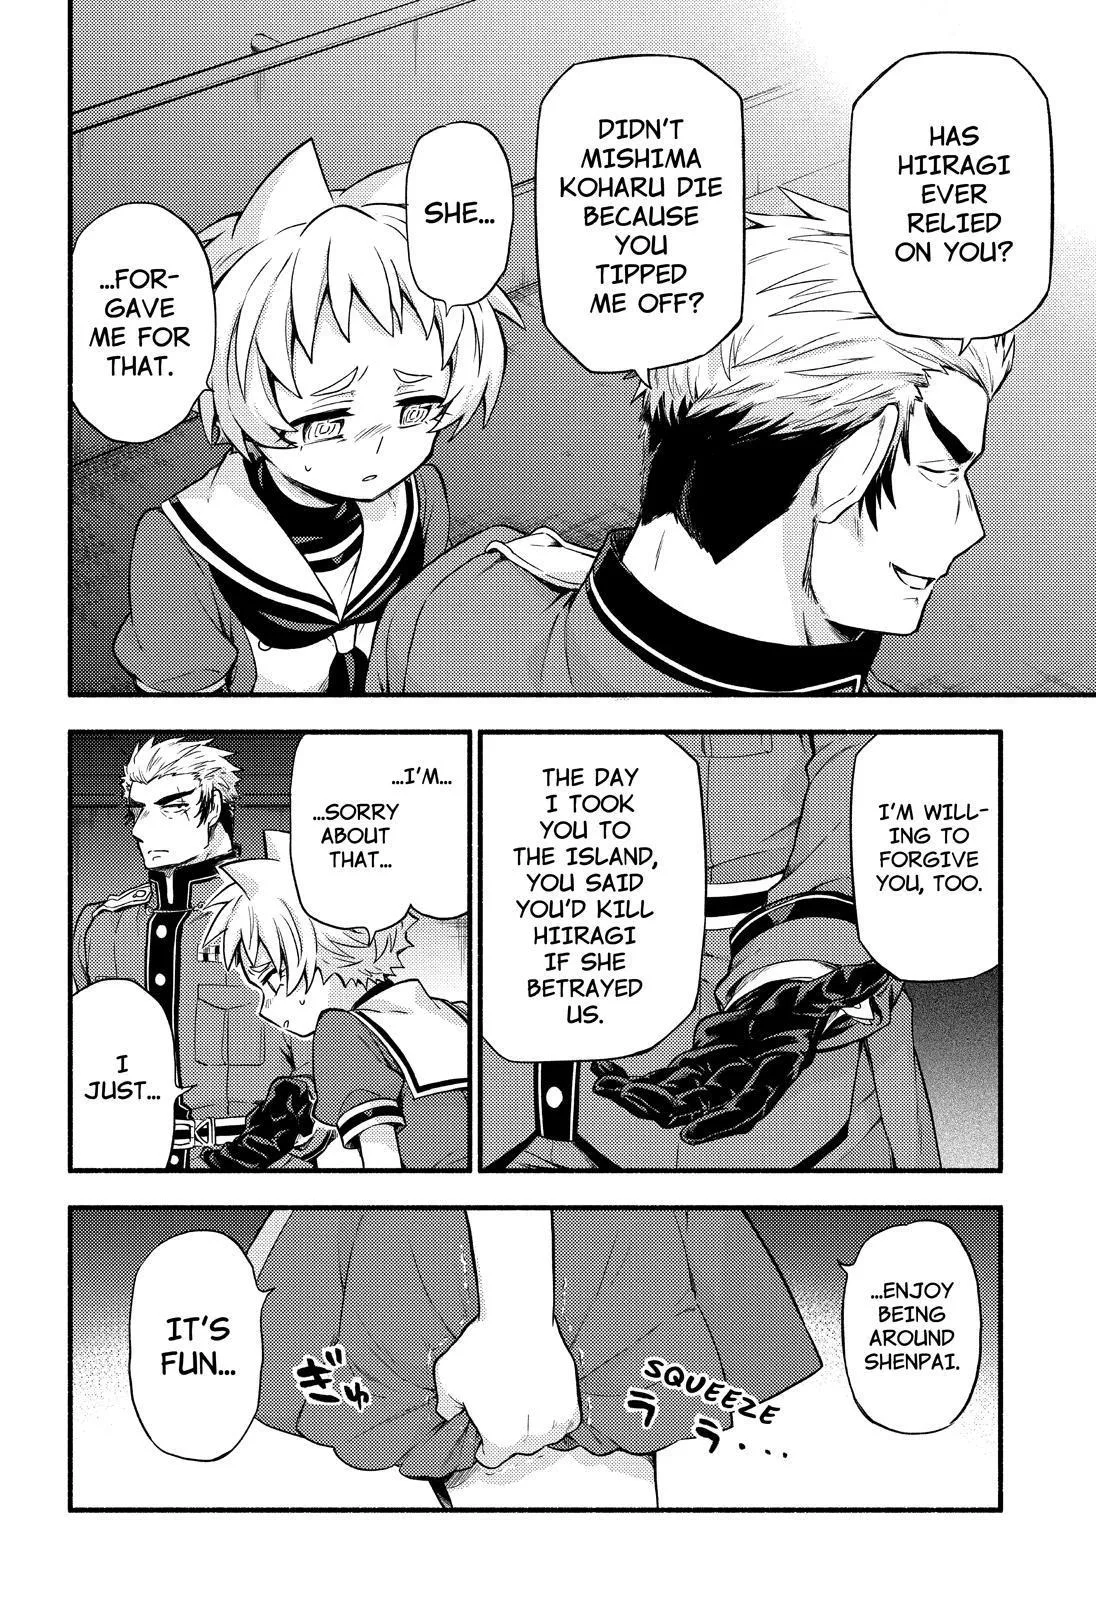 HAS
HIIRAGI
EVER
RELIED
ON YOU?
DIDN'T
MISHIMA
KOHARU DIE
BECAUSE
YOU
TIPPED
ME OFF?
SHE...
...FOR-
GAVE
ME FOR
THAT.
I'M WILL-
ING TO
FORGIVE
YOU, TOO.
THE DAY
I TOOK
YOU TO
THE ISLAND,
YOU SAID
YOU'D KILL
HIIRAGI
IF SHE
BETRAYED
US.
...I'M...
...SORRY
ABOUT
THAT...
I
JUST...
...ENJOY
BEING
AROUND
SHENPAI.
SQUEEZE
ラ ラ...
ぎゅ
IT'S
FUN...